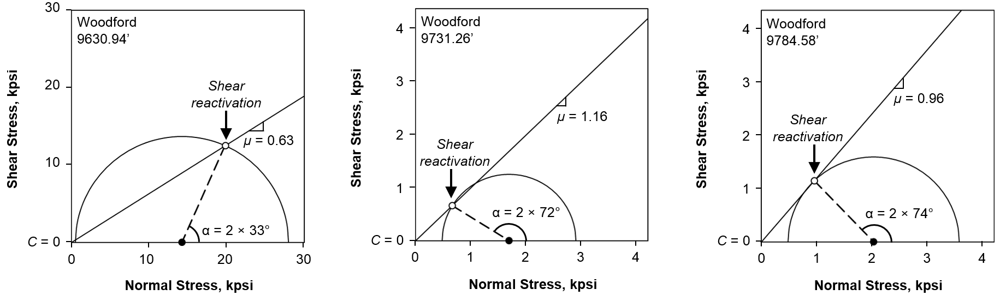 30
Woodford
9630.94’
20
Shear
reactivation
μ = 0.63
10
α = 2 × 33°
C = 0
0
10
20
30
Shear Stress, kpsi
Normal Stress, kpsi
4
Woodford
9731.26’
3
μ = 1.16
2
Shear
reactivation
1
α = 2 × 72°
C = 0
0
1
2
3
4
Shear Stress, kpsi
Normal Stress, kpsi
4
Woodford
9784.58’
3
μ = 0.96
Shear
reactivation
2
1
α = 2 × 74°
C = 0
0
1
2
3
4
Shear Stress, kpsi
Normal Stress, kpsi